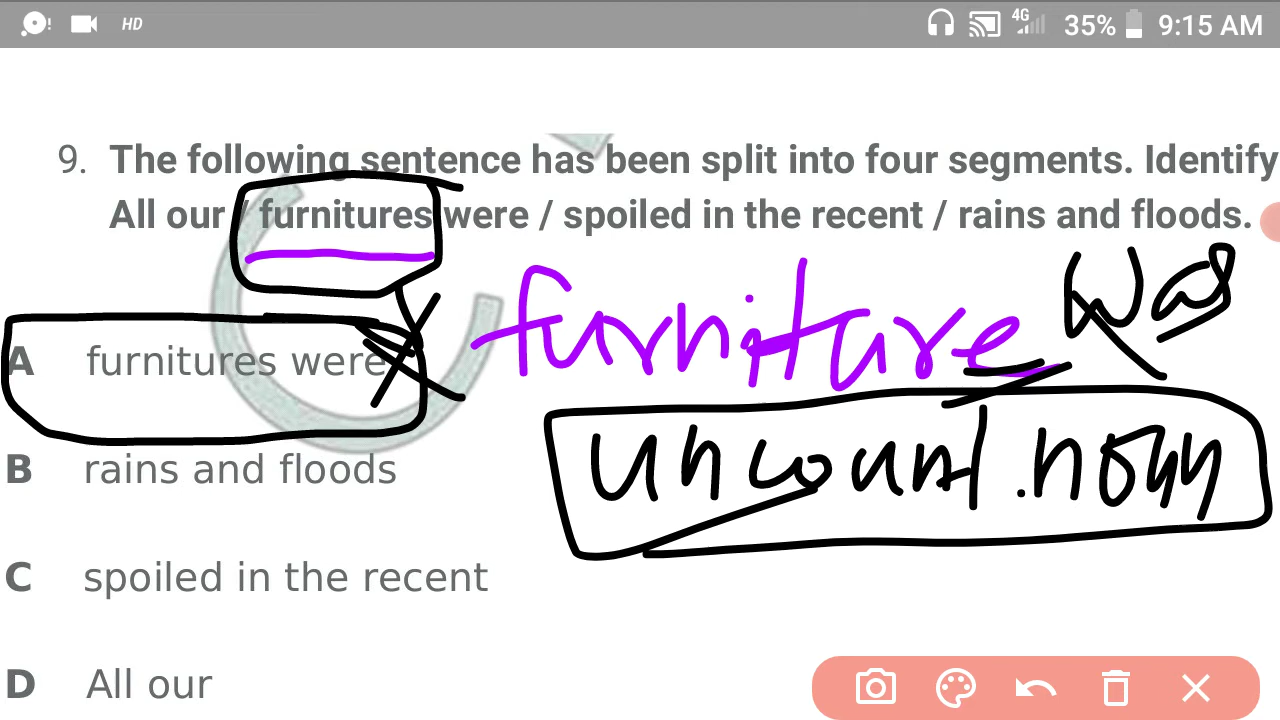 HD 4G 35% 9:15 AM
9. The following sentence has been split into four segments. Identify
All our / furnitures were / spoiled in the recent / rains and floods.
furniture was
A furnitures were
uncount.noun
B rains and floods
C spoiled in the recent
D All our